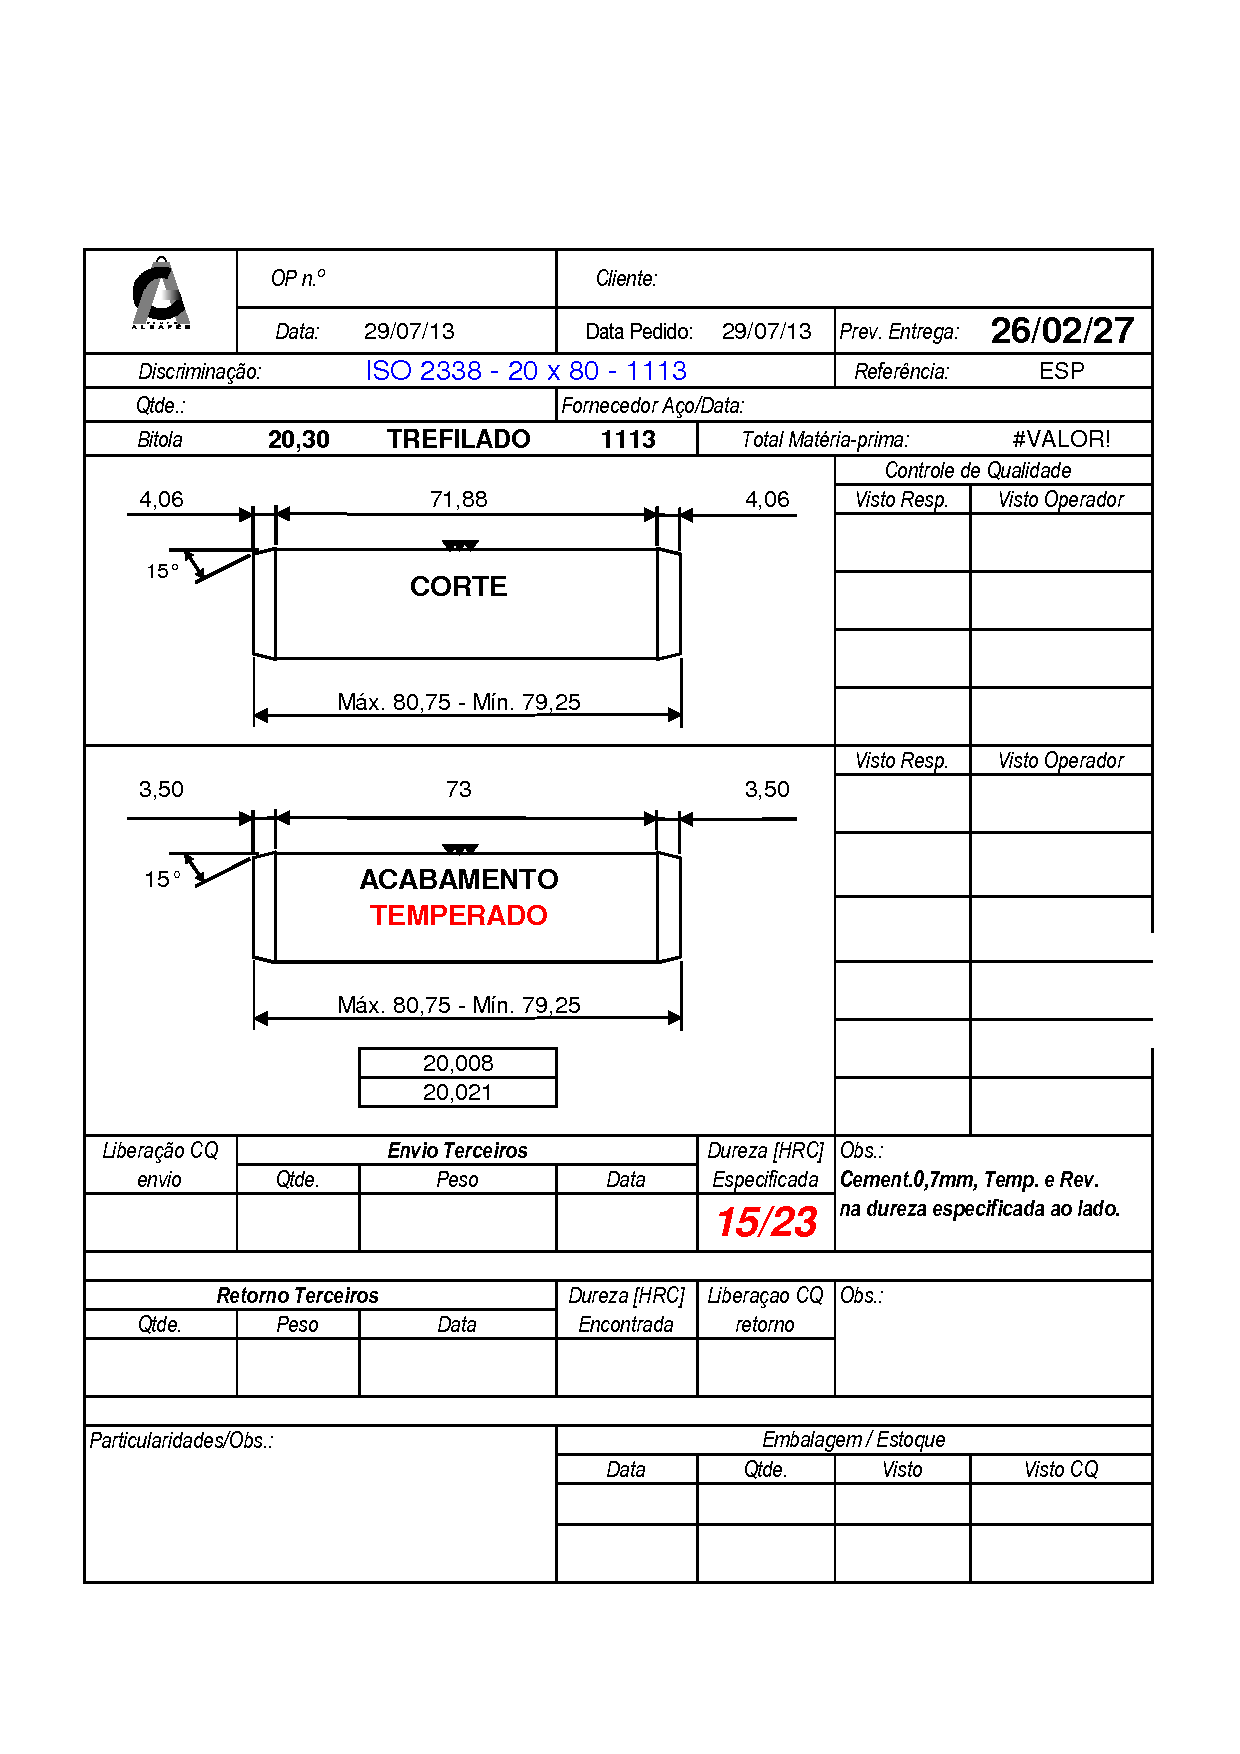 OP n.º Cliente:
Data: 29/07/13 Data Pedido: 29/07/13 Prev. Entrega: 26/02/27
Discriminação: ISO 2338 - 20 x 80 - 1113 Referência: ESP
Qtde.: Fornecedor Aço/Data:
Bitola 20,30 TREFILADO 1113 Total Matéria-prima: #VALOR!
Controle de Qualidade
4,06 71,88 4,06 Visto Resp. Visto Operador
15°
CORTE
Máx. 80,75 - Mín. 79,25
Visto Resp. Visto Operador
3,50 73 3,50
15° ACABAMENTO
TEMPERADO
Máx. 80,75 - Mín. 79,25
20,008
20,021
Liberação CQ Envio Terceiros Dureza [HRC] Obs.:
envio Qtde. Peso Data Especificada Cement.0,7mm, Temp. e Rev.
15/23 na dureza especificada ao lado.
Retorno Terceiros Dureza [HRC] Liberaçao CQ Obs.:
Qtde. Peso Data Encontrada retorno
Particularidades/Obs.: Embalagem / Estoque
Data Qtde. Visto Visto CQ